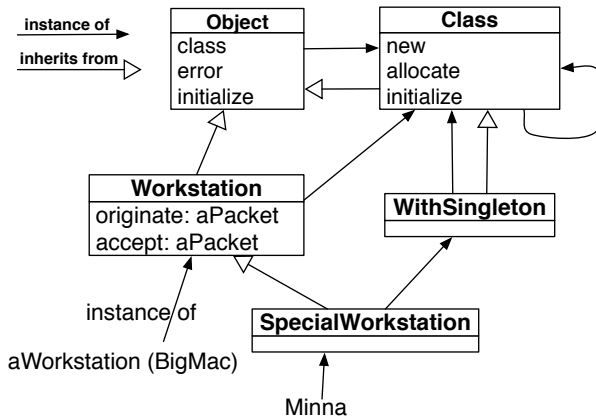 instance of
inherits from
Object
class
error
initialize
Class
new
allocate
initialize
Workstation
originate: aPacket
accept: aPacket
WithSingleton
instance of
SpecialWorkstation
aWorkstation (BigMac)
Minna